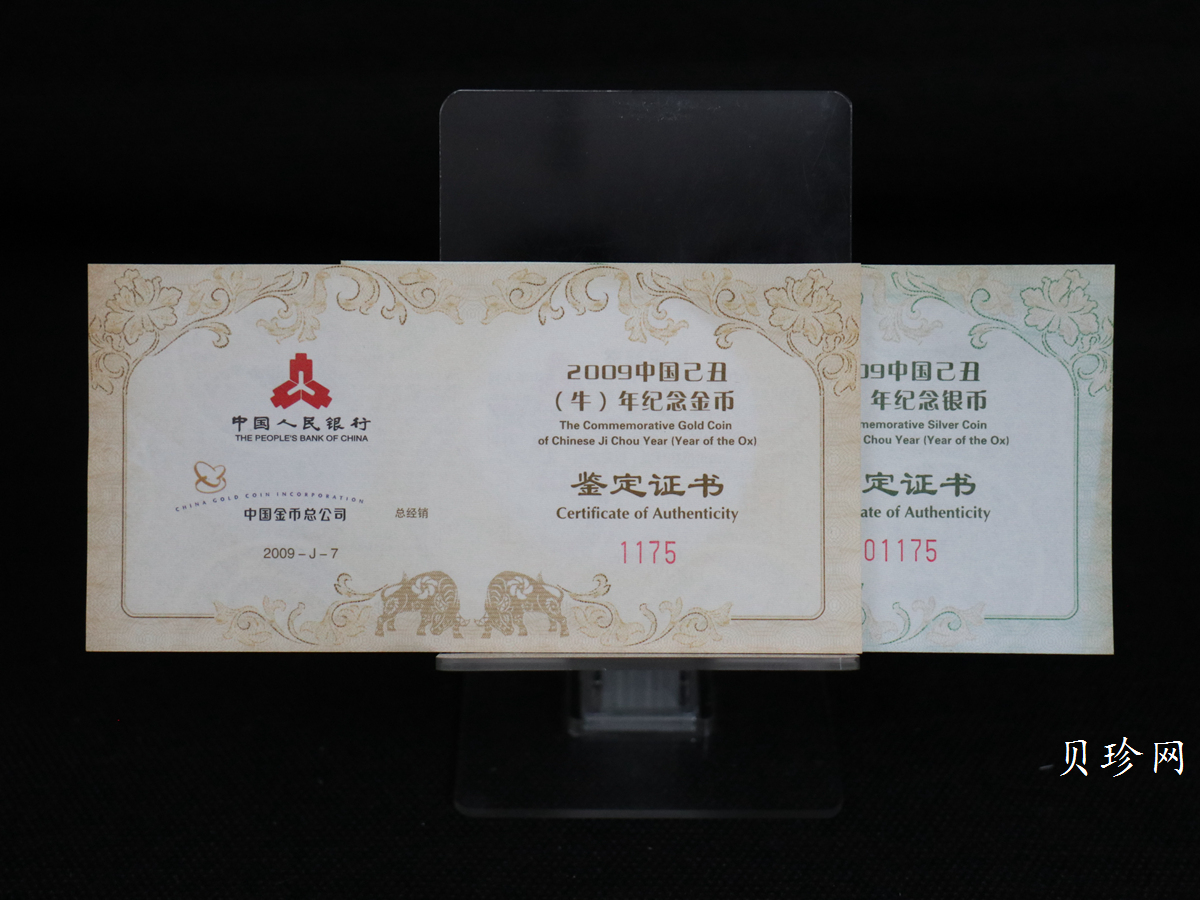 中国人民银行
THE PEOPLE'S BANK OF CHINA
CHINA GOLD COIN INCORPORATION
中国金币总公司
总经销
2009-J-7
2009中国己丑
（牛）年纪念金币
The Commemorative Gold Coin
of Chinese Ji Chou Year (Year of the Ox)
鉴定证书
Certificate of Authenticity
1175
09中国己丑
）年纪念银币
memorative Silver Coin
Chou Year (Year of the Ox)
定证书
ate of Authenticity
01175
贝珍网